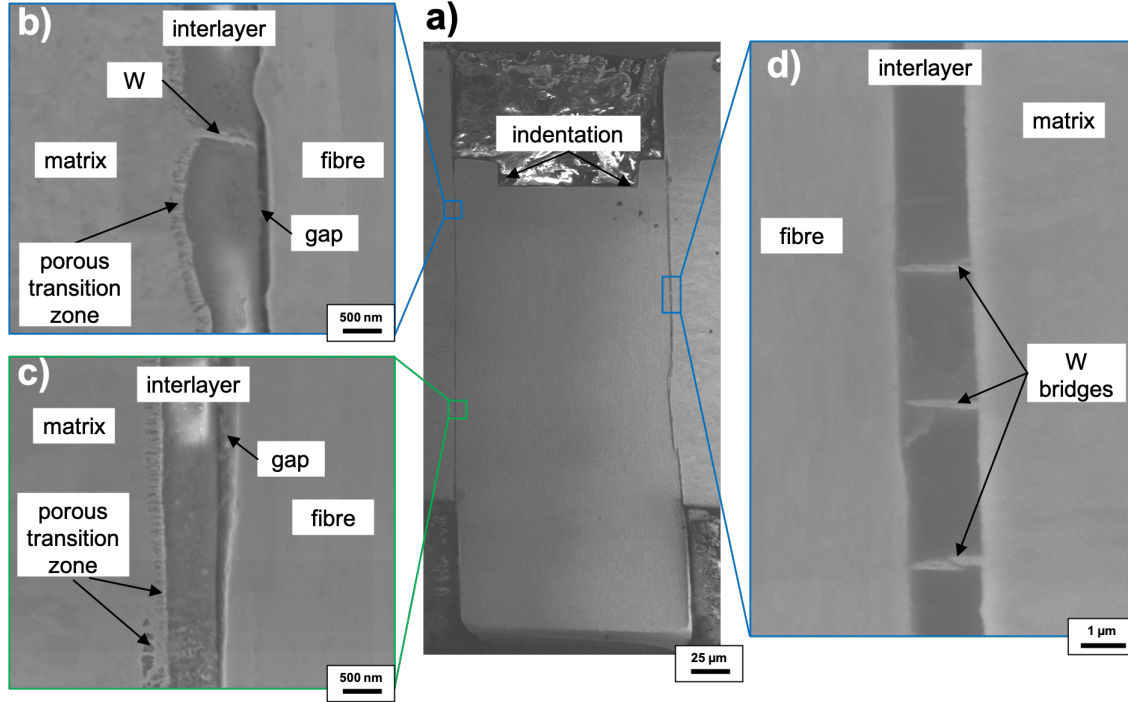 a)
indentation
25 µm
b)
interlayer
W
matrix
fibre
gap
porous
transition
zone
500 nm
c)
interlayer
matrix
gap
porous
transition
zone
fibre
500 nm
d)
interlayer
matrix
fibre
W
bridges
1 µm